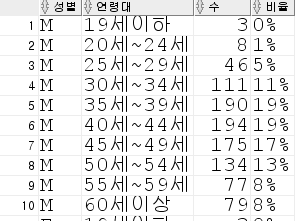 성별 연령대 수 비율
1 M 19세이하 3 0%
2 M 20세~24세 8 1%
3 M 25세~29세 46 5%
4 M 30세~34세 111 11%
5 M 35세~39세 190 19%
6 M 40세~44세 194 19%
7 M 45세~49세 175 17%
8 M 50세~54세 134 13%
9 M 55세~59세 77 8%
10 M 60세이상 79 8%